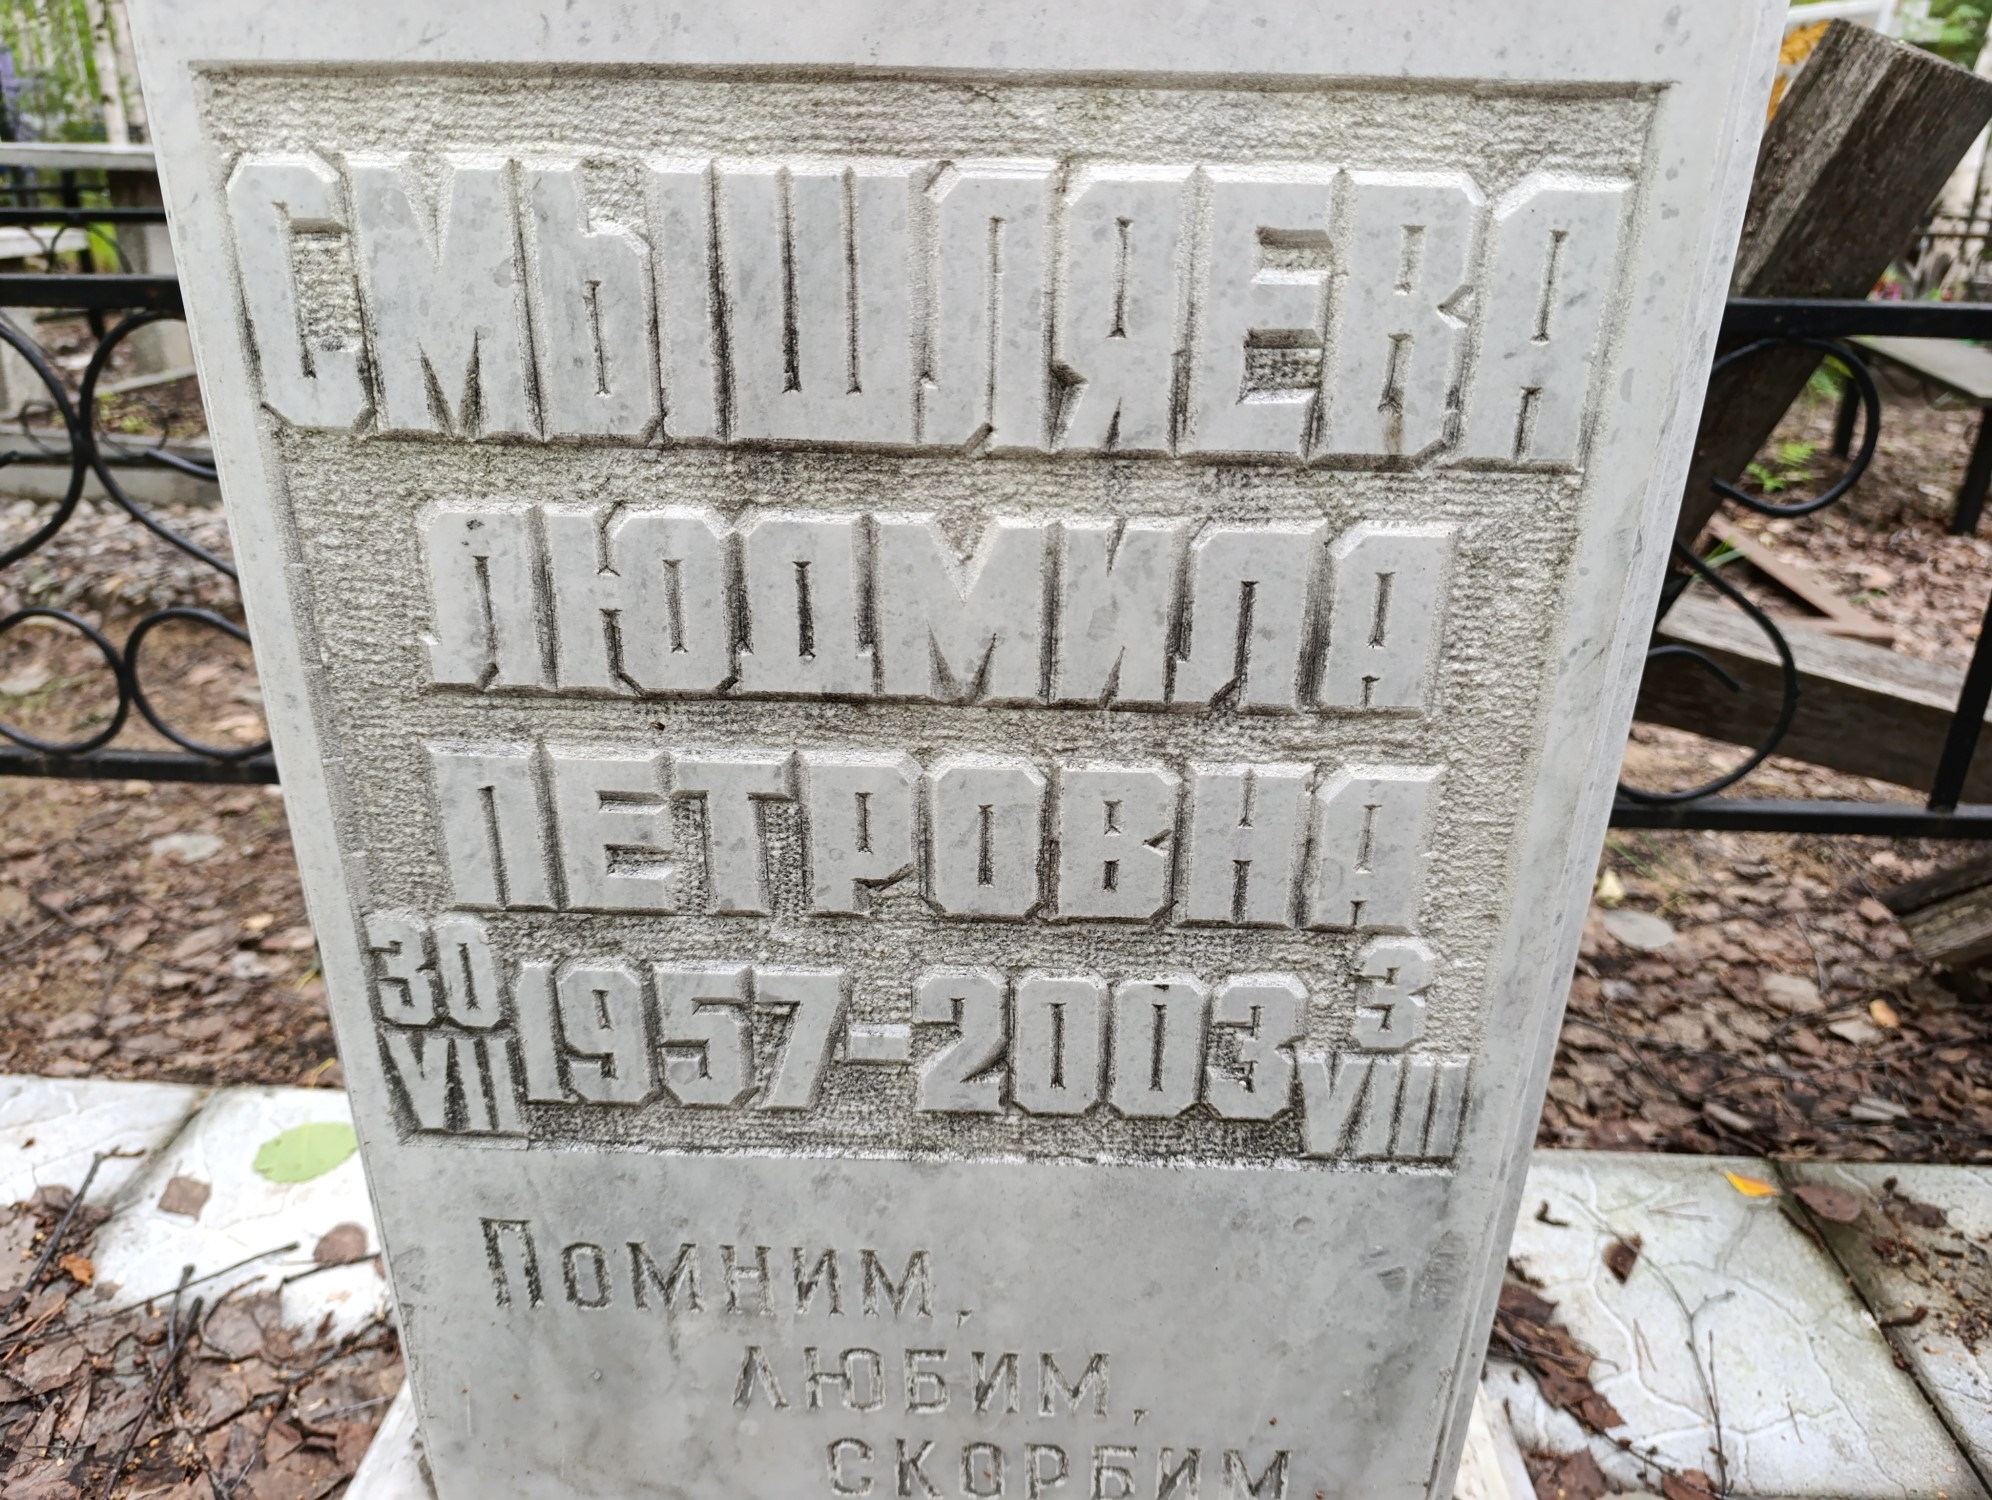 СМЫШЛЯЕВА
ЛЮДМИЛА
ПЕТРОВНА
30 VII 1957-2003 3 VIII
Помним,
любим,
скорбим